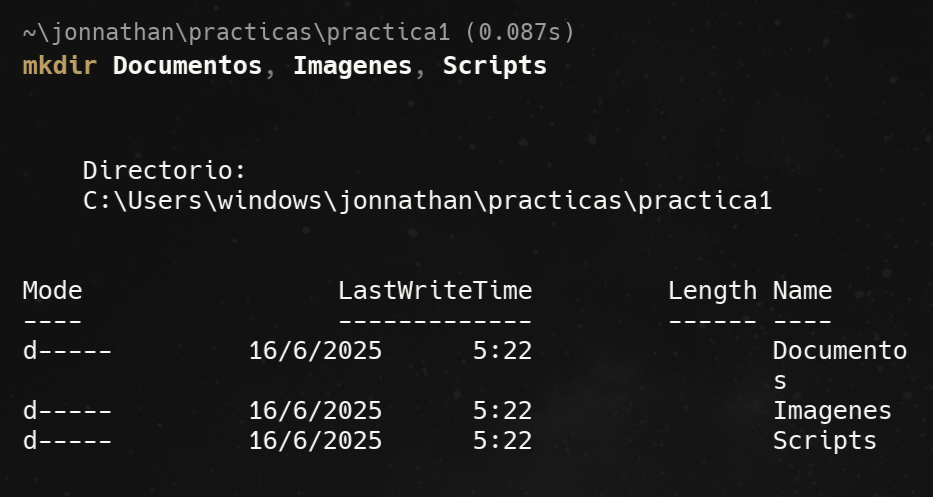 ~\jonnathan\practicas\practica1 (0.087s)
mkdir Documentos, Imagenes, Scripts
Directorio:
C:\Users\windows\jonnathan\practicas\practica1
Mode LastWriteTime Length Name
---- ------------- ------ ----
d----- 16/6/2025 5:22 Documento
s
d----- 16/6/2025 5:22 Imagenes
d----- 16/6/2025 5:22 Scripts